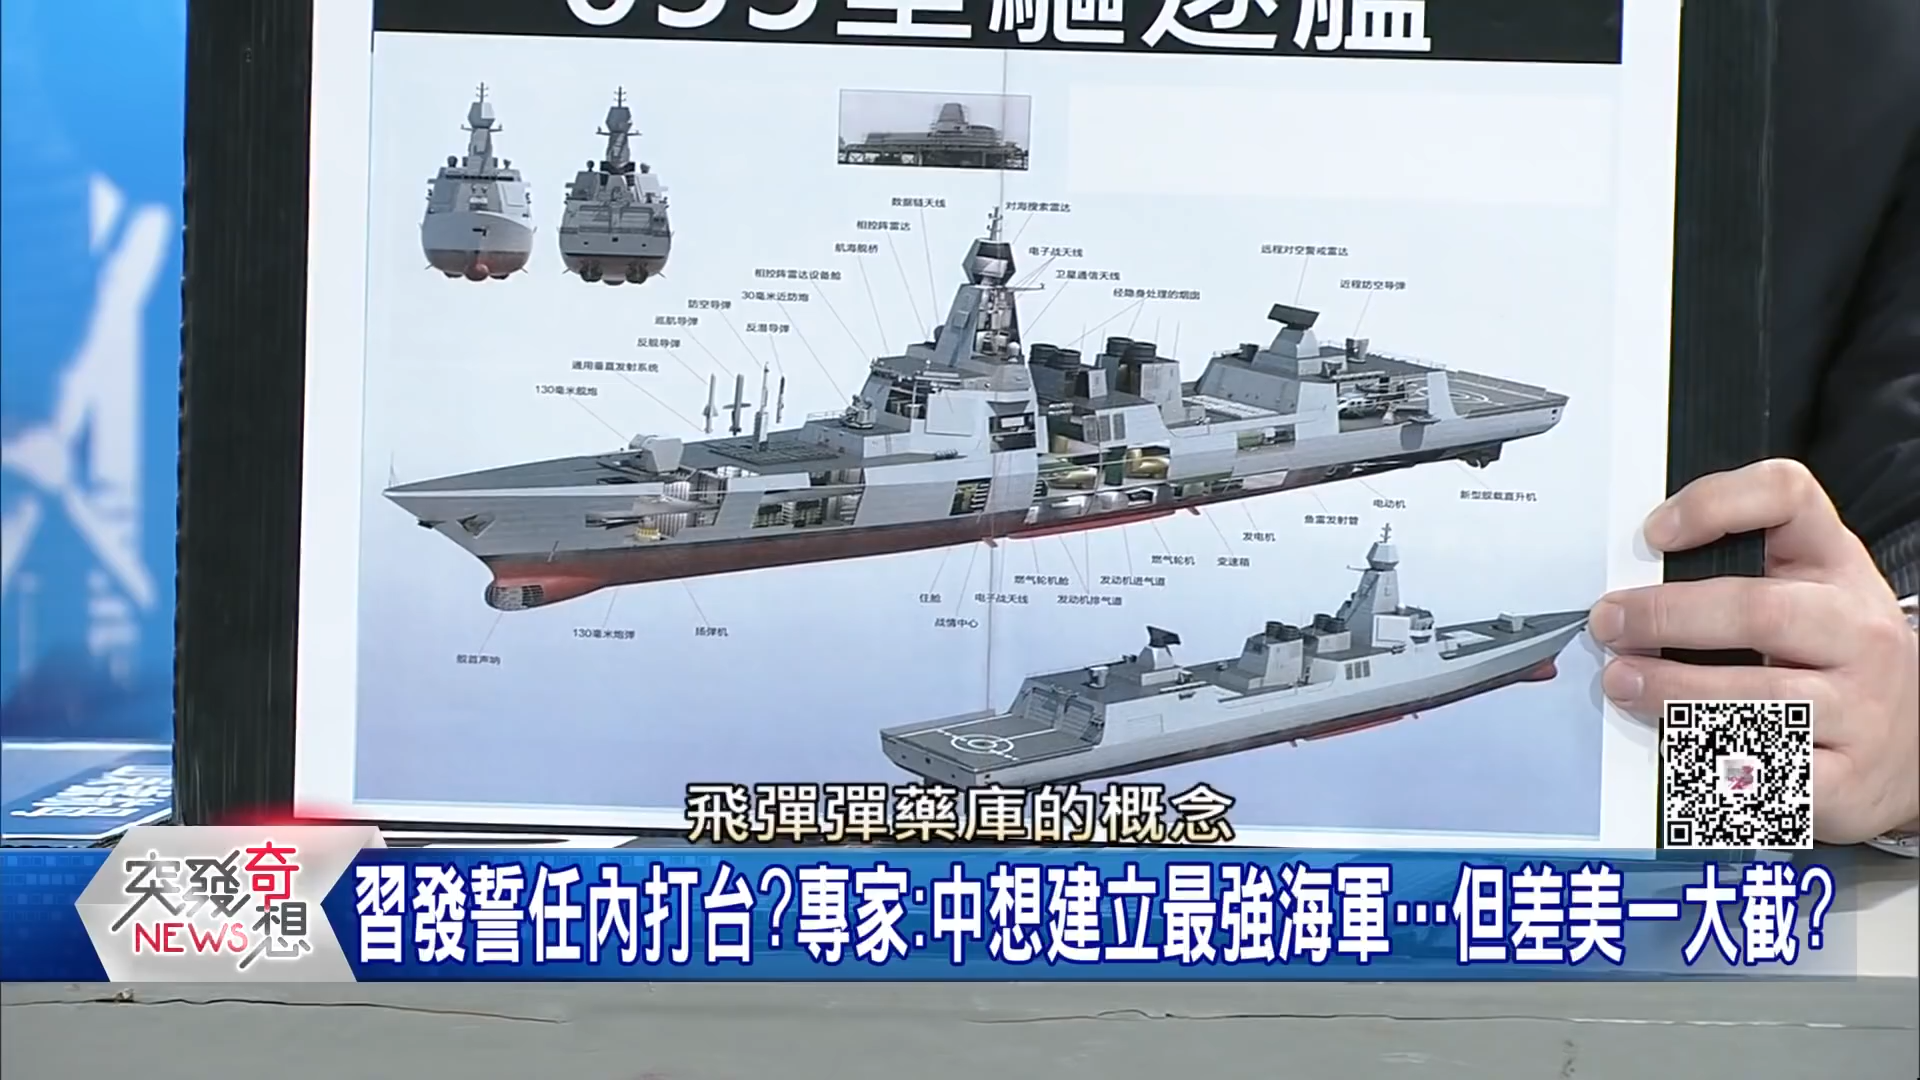 055型驅逐艦
数据链天线
对海搜索雷达
相控阵雷达
航海舰桥
电子战天线
远程对空警戒雷达
相控阵雷达设备舱
卫星通信天线
近程防空导弹
30毫米近防炮
经隐身处理的烟囱
防空导弹
巡航导弹
反潜导弹
反舰导弹
通用垂直发射系统
130毫米舰炮
新型舰载直升机
电动机
鱼雷发射管
发电机
燃气轮机
变速箱
燃气轮机舱
发动机进气道
住舱
电子战天线
发动机排气道
战情中心
130毫米炮弹
扬弹机
舰首声呐
飛彈彈藥庫的概念
突發奇想
NEWS
習發誓任內打台?專家:中想建立最強海軍…但差美一大截?